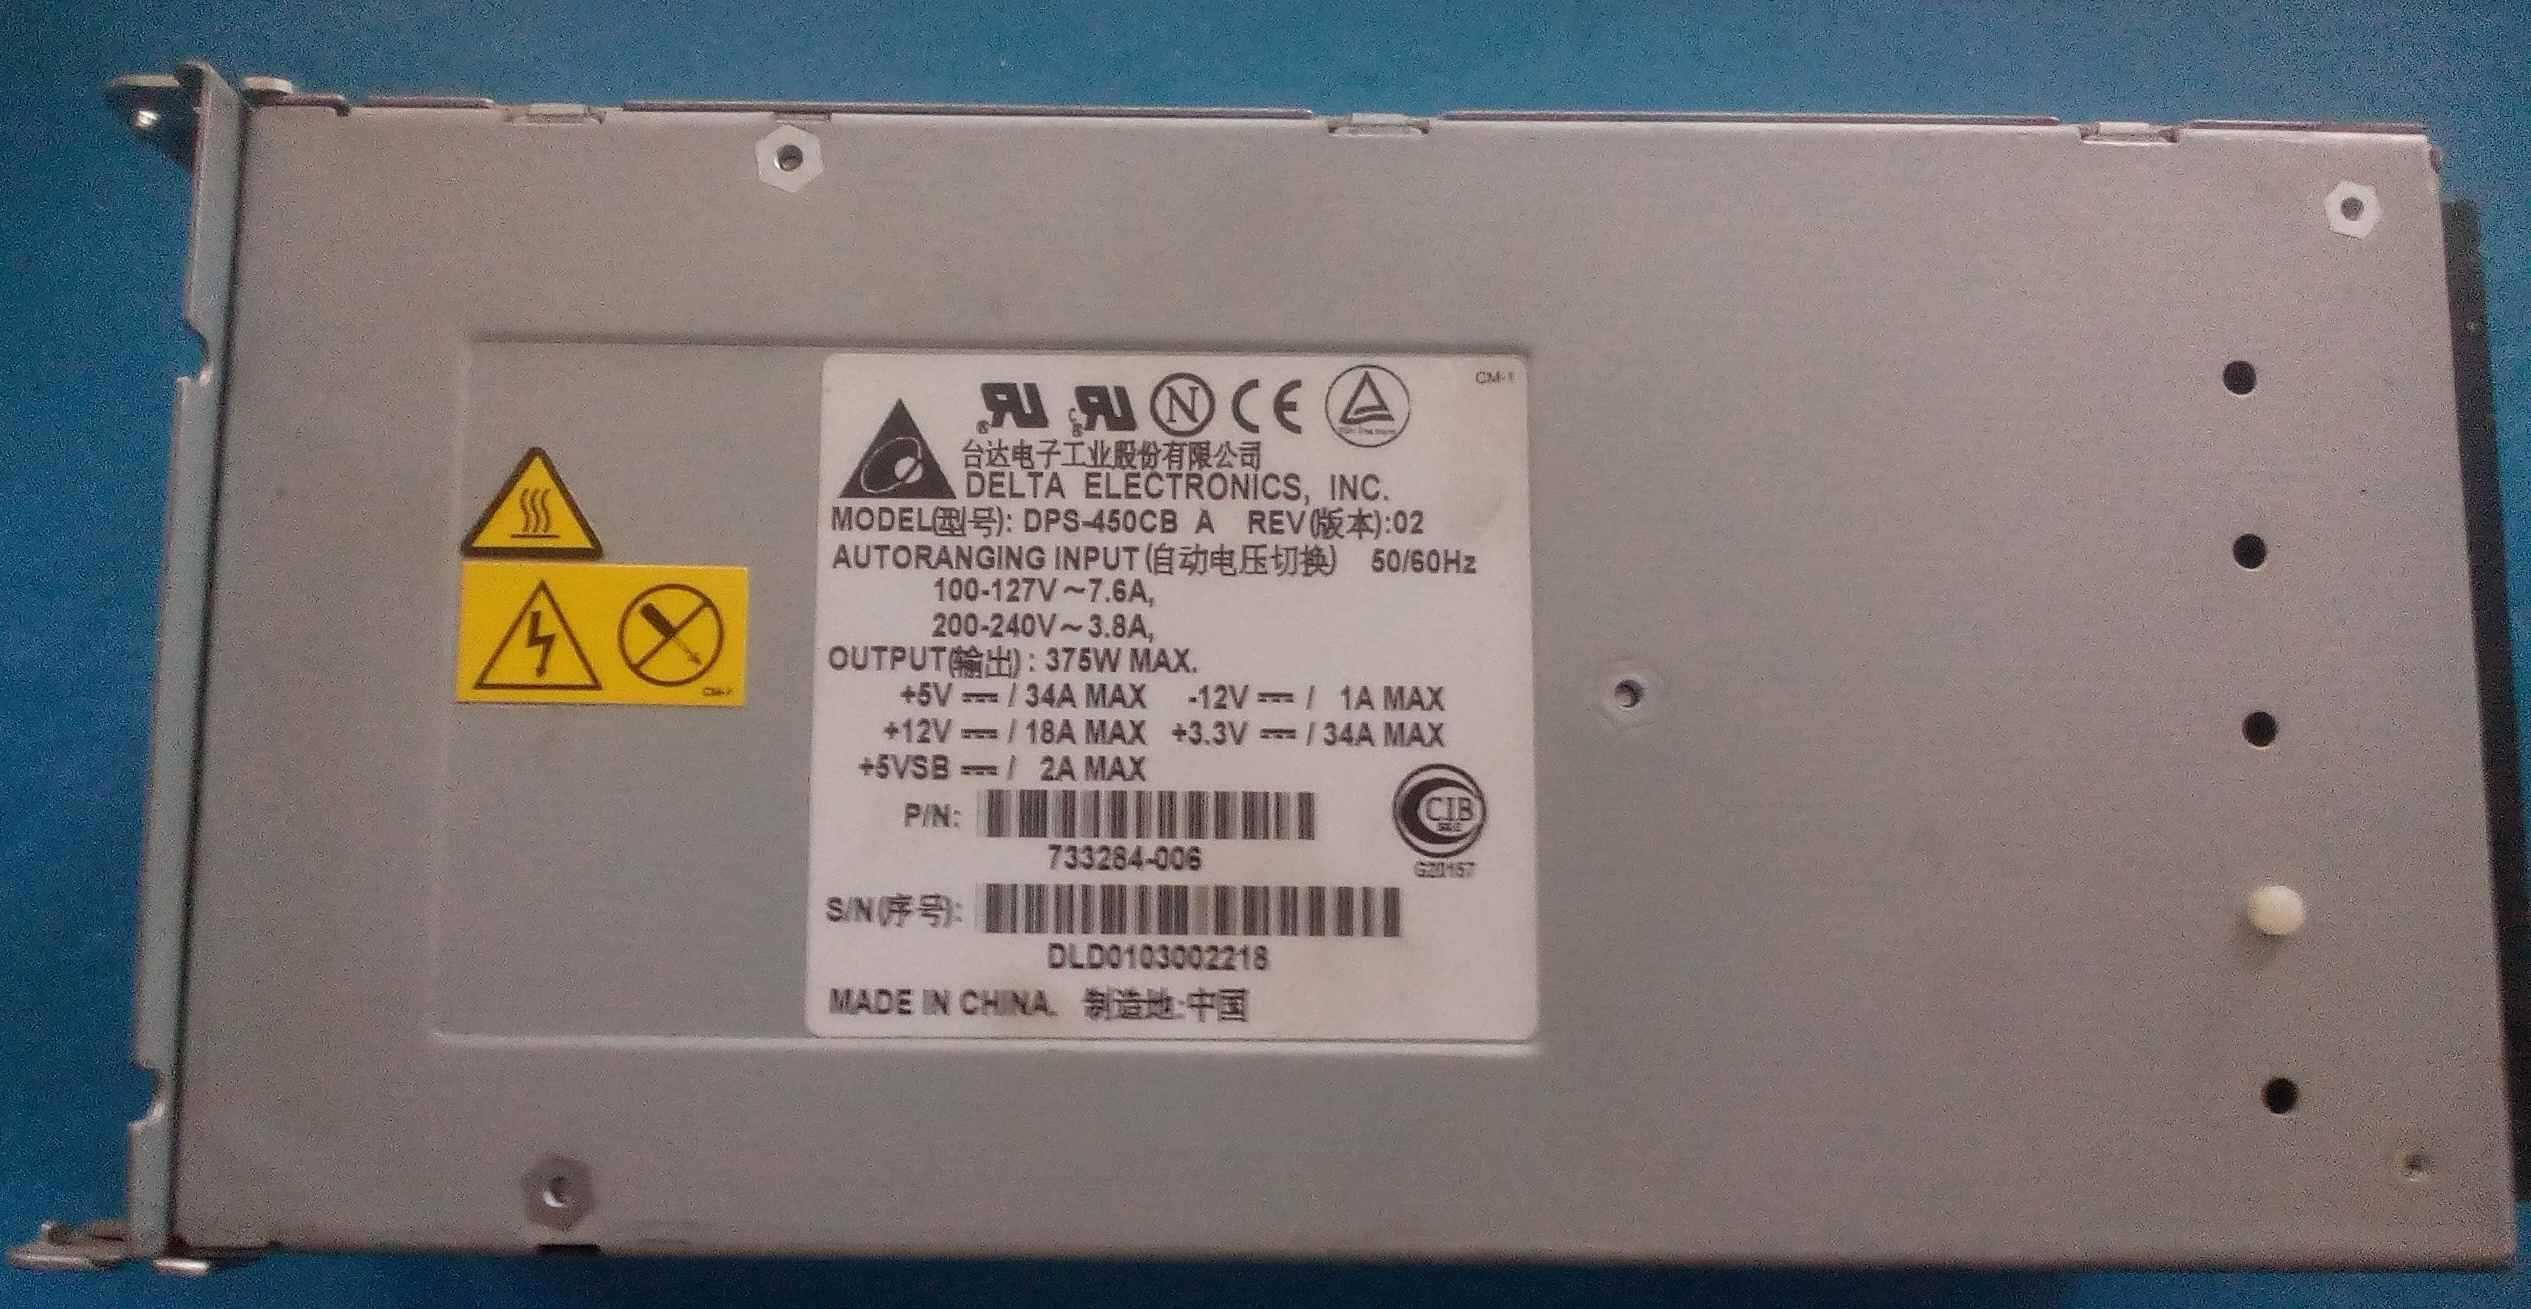 CM-1
N CE
台达电子工业股份有限公司
DELTA ELECTRONICS, INC.
MODEL(型号): DPS-450CB A REV(版本):02
AUTORANGING INPUT(自动电压切换) 50/60Hz
100-127V~7.6A,
200-240V~3.8A,
OUTPUT(输出): 375W MAX.
+5V ⎓ / 34A MAX -12V ⎓ / 1A MAX
+12V ⎓ / 18A MAX +3.3V ⎓ / 34A MAX
+5VSB ⎓ / 2A MAX
P/N:
733284-006
CIB
G20157
S/N(序号):
DLD0103002218
MADE IN CHINA. 制造地:中国
CM-1